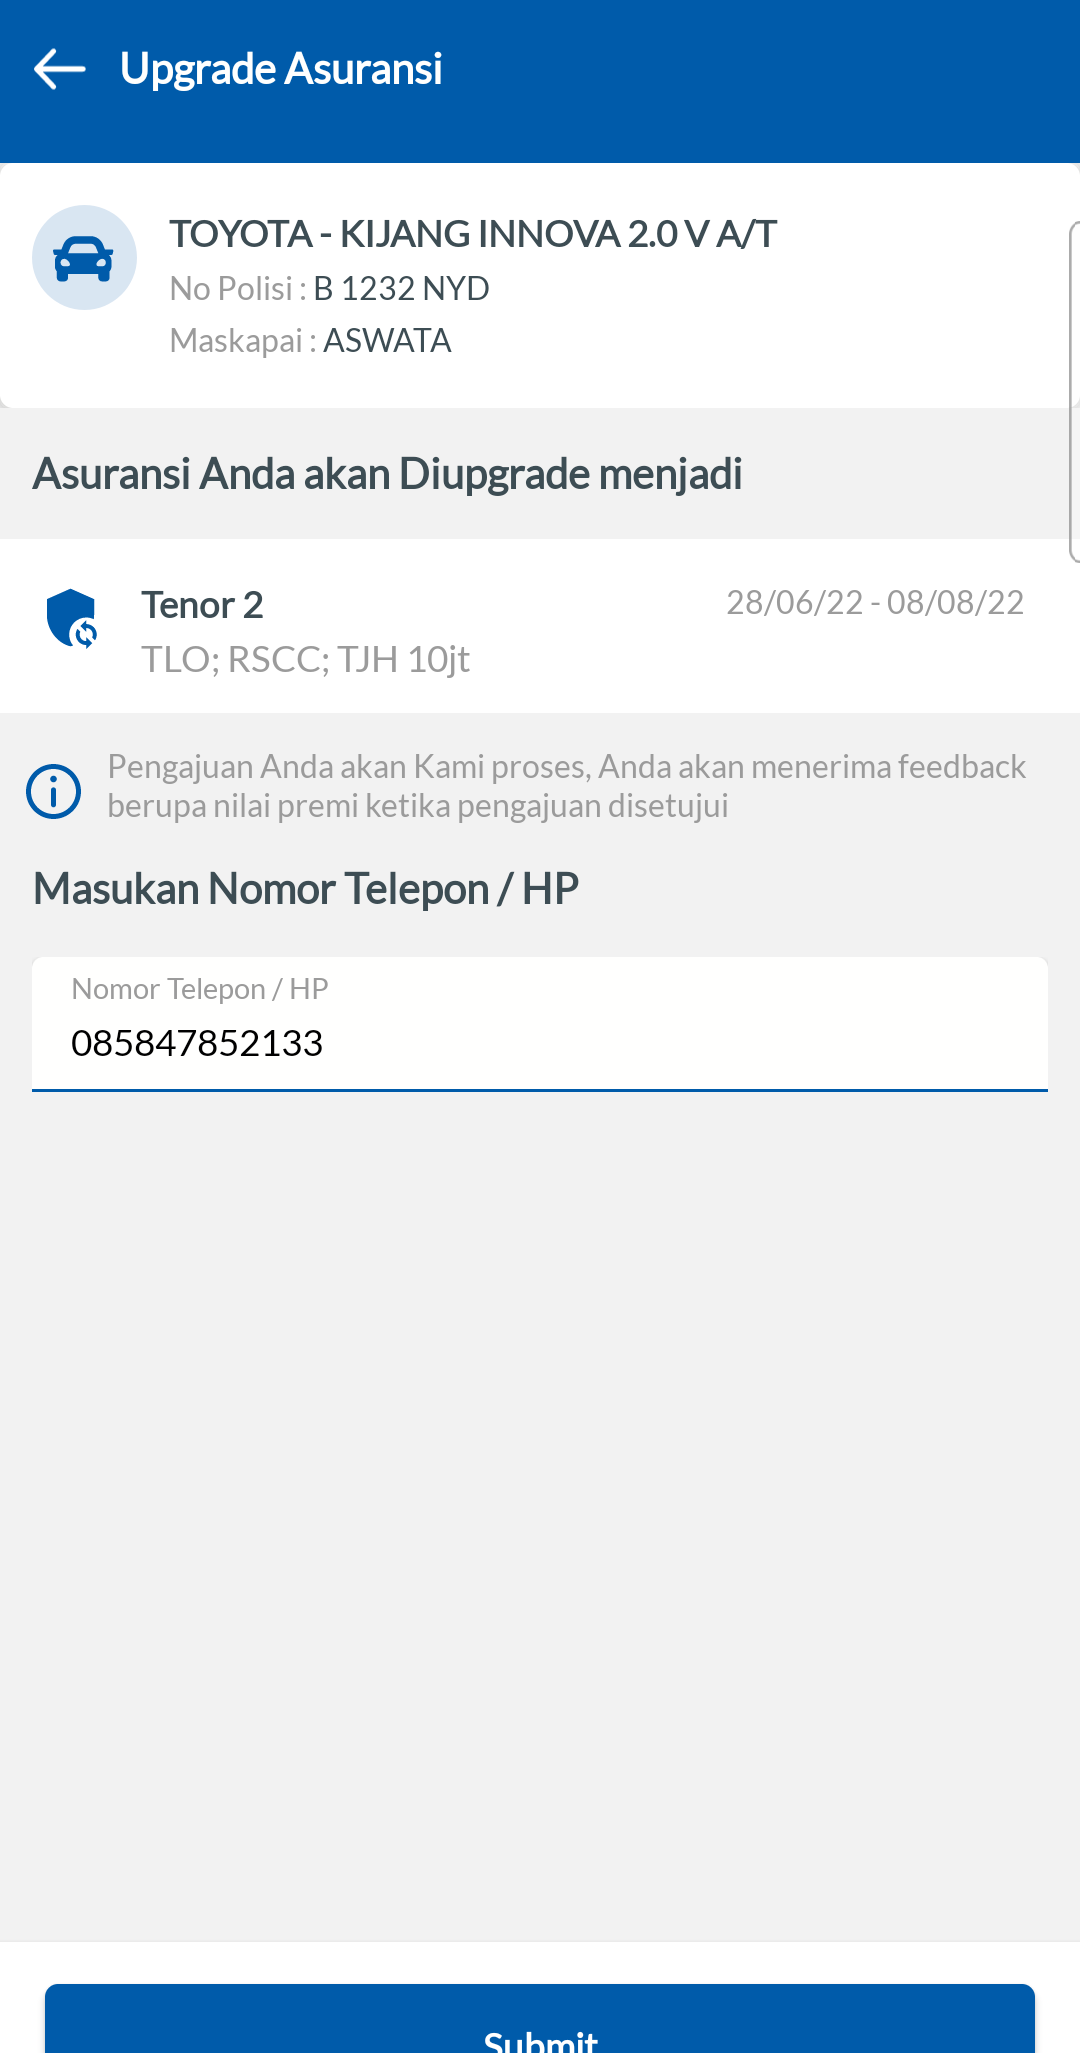 Upgrade Asuransi
TOYOTA - KIJANG INNOVA 2.0 V A/T
No Polisi : B 1232 NYD
Maskapai : ASWATA
Asuransi Anda akan Diupgrade menjadi
Tenor 2
28/06/22 - 08/08/22
TLO; RSCC; TJH 10jt
Pengajuan Anda akan Kami proses, Anda akan menerima feedback
berupa nilai premi ketika pengajuan disetujui
Masukan Nomor Telepon / HP
Nomor Telepon / HP
085847852133
Submit